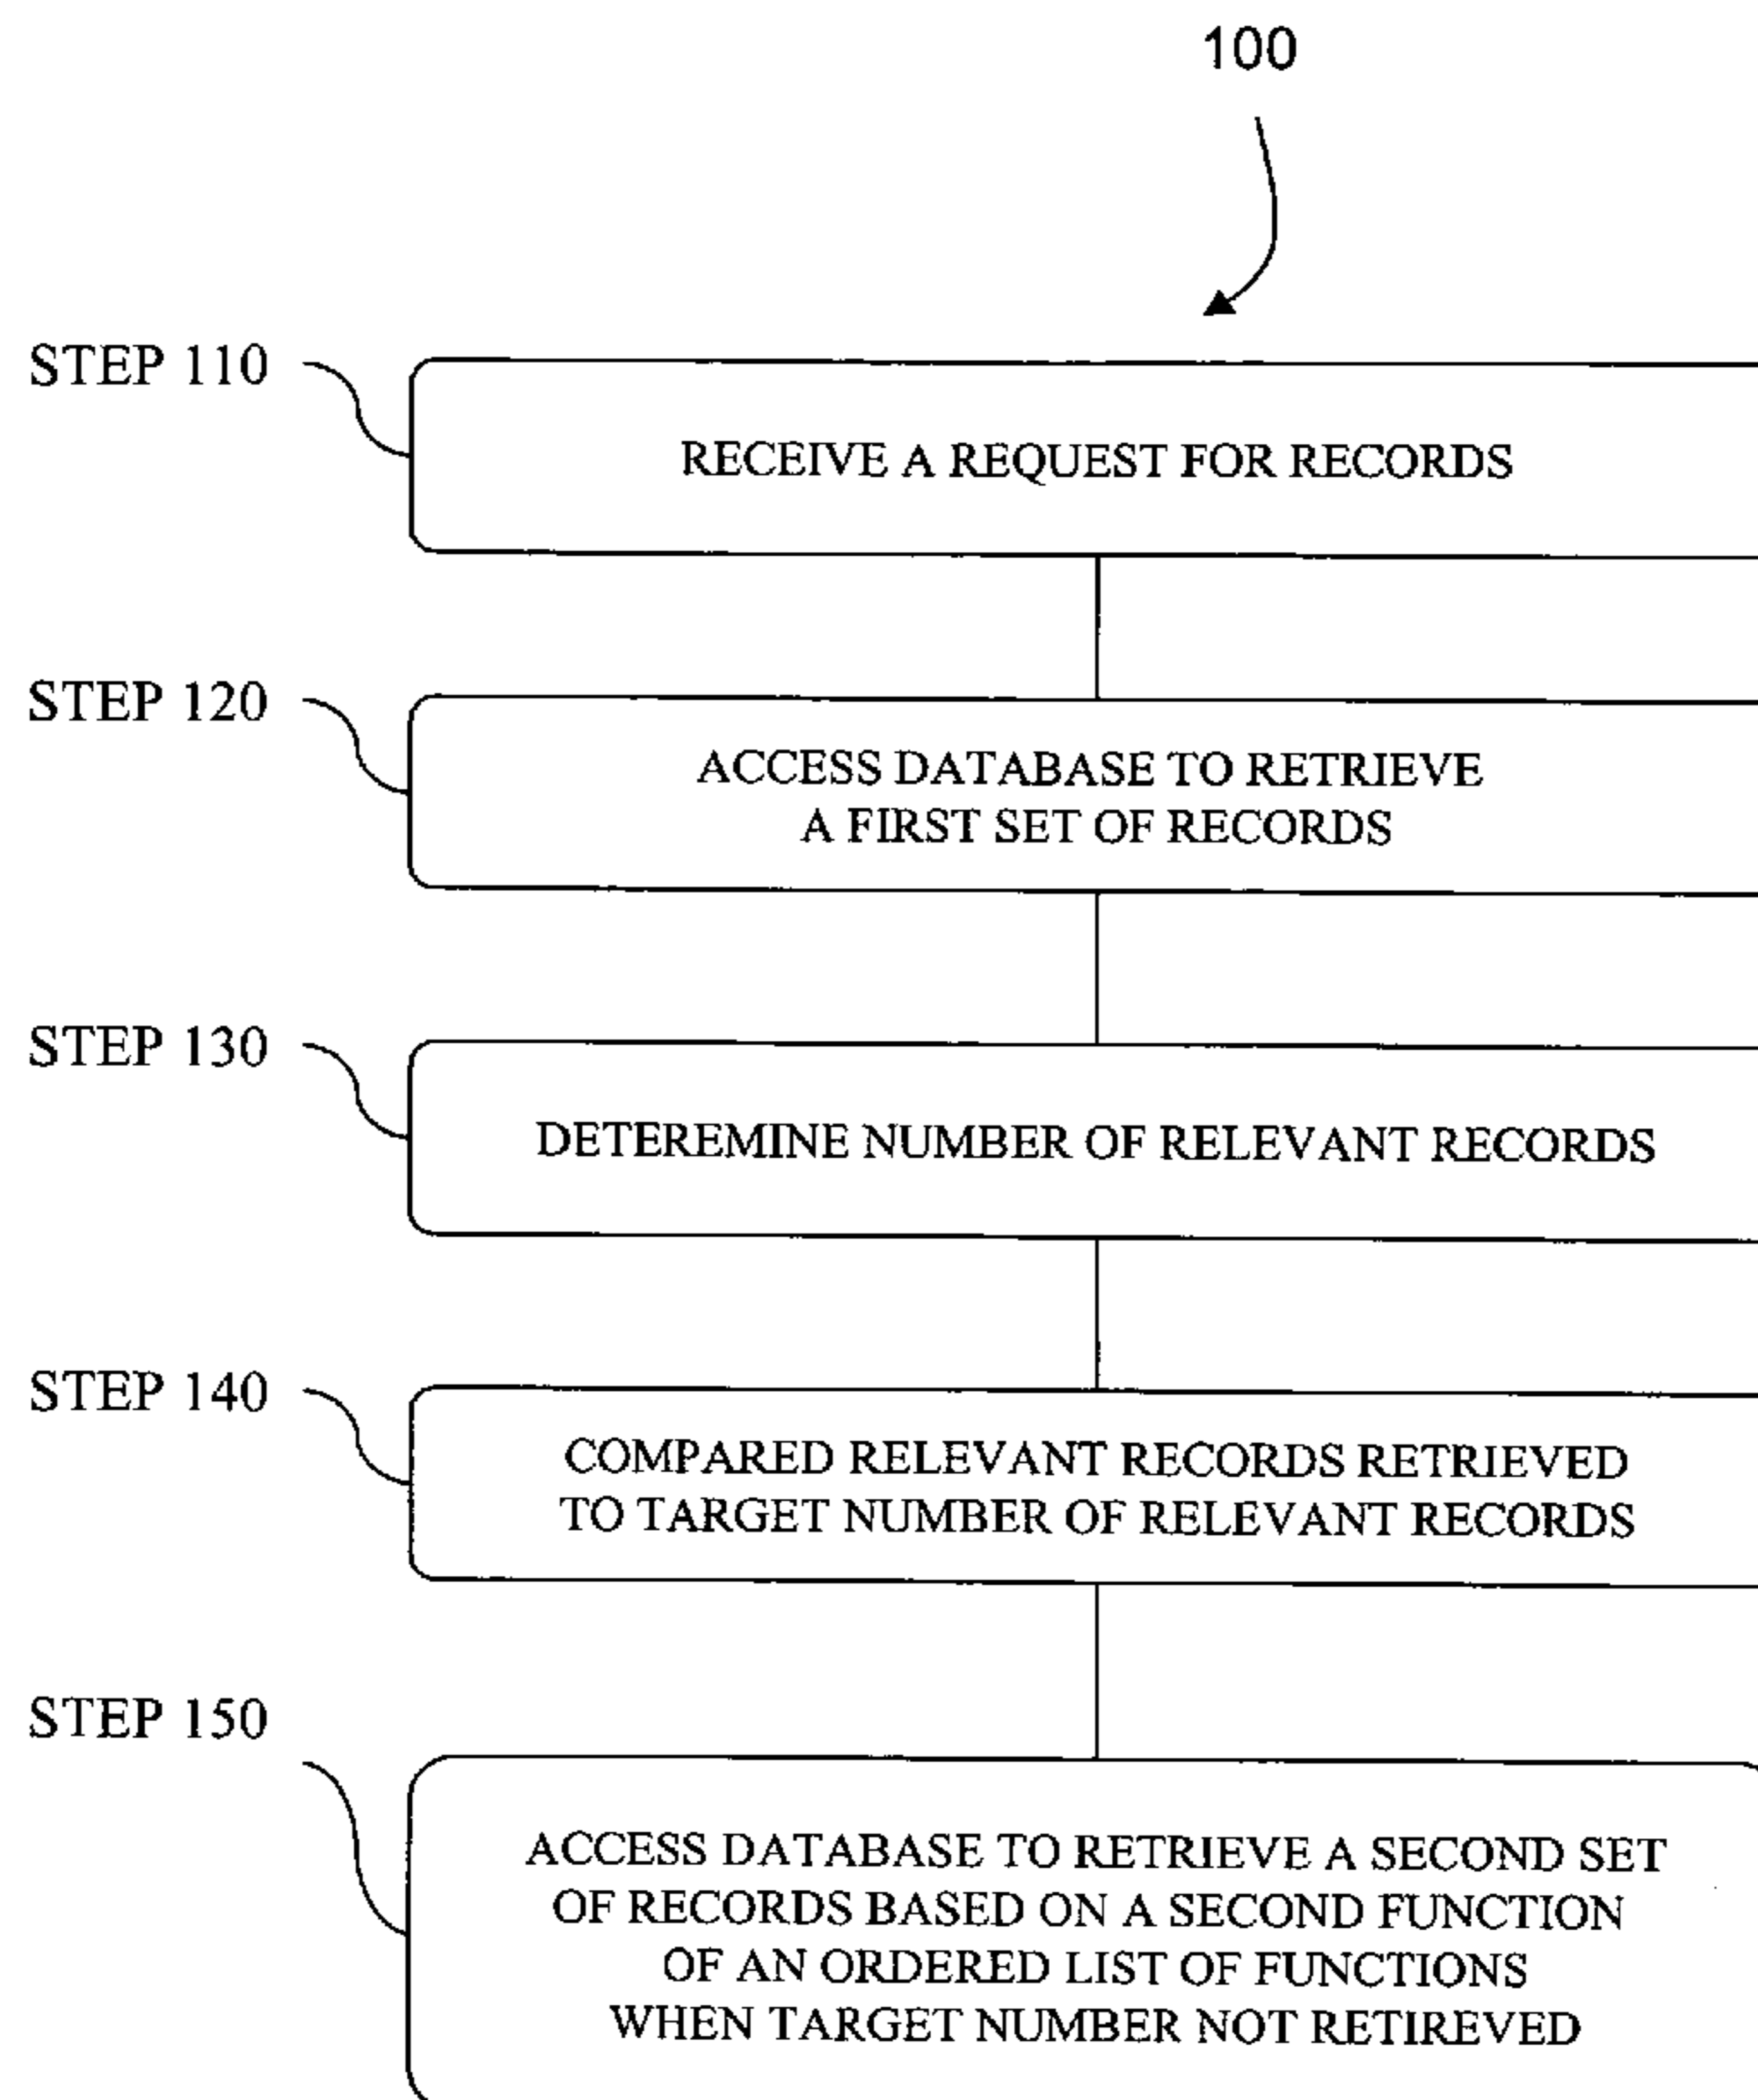 100
STEP 110
RECEIVE A REQUEST FOR RECORDS
STEP 120
ACCESS DATABASE TO RETRIEVE
A FIRST SET OF RECORDS
STEP 130
DETEREMINE NUMBER OF RELEVANT RECORDS
STEP 140
COMPARED RELEVANT RECORDS RETRIEVED
TO TARGET NUMBER OF RELEVANT RECORDS
STEP 150
ACCESS DATABASE TO RETRIEVE A SECOND SET
OF RECORDS BASED ON A SECOND FUNCTION
OF AN ORDERED LIST OF FUNCTIONS
WHEN TARGET NUMBER NOT RETIREVED